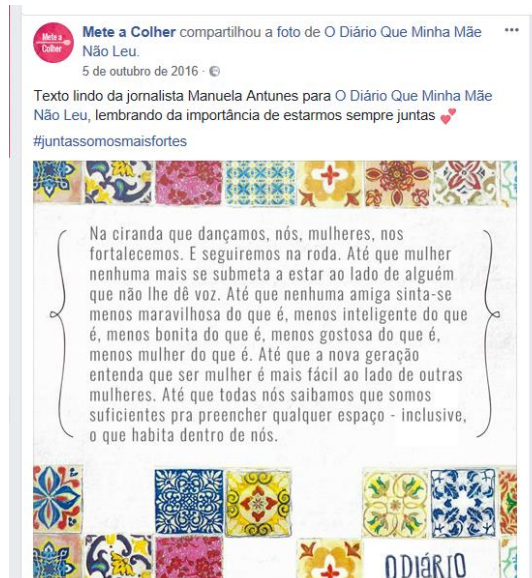 Mete a Colher
Mete a Colher compartilhou a foto de O Diário Que Minha Mãe
Não Leu.
5 de outubro de 2016 ·
Texto lindo da jornalista Manuela Antunes para O Diário Que Minha Mãe
Não Leu, lembrando da importância de estarmos sempre juntas 💕
#juntassomosmaisfortes
Na ciranda que dançamos, nós, mulheres, nos
fortalecemos. E seguiremos na roda. Até que mulher
nenhuma mais se submeta a estar ao lado de alguém
que não lhe dê voz. Até que nenhuma amiga sinta-se
menos maravilhosa do que é, menos inteligente do que
é, menos bonita do que é, menos gostosa do que é,
menos mulher do que é. Até que a nova geração
entenda que ser mulher é mais fácil ao lado de outras
mulheres. Até que todas nós saibamos que somos
suficientes pra preencher qualquer espaço - inclusive,
o que habita dentro de nós.
O DIÁRIO